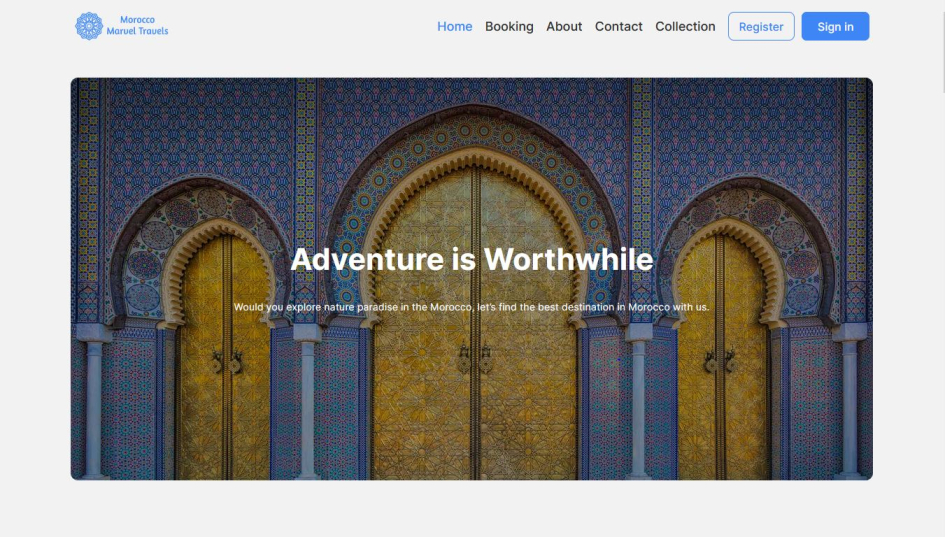 Morocco
Marvel Travels
Home Booking About Contact Collection Register Sign in
Adventure is Worthwhile
Would you explore nature paradise in the Morocco, let's find the best destination in Morocco with us.